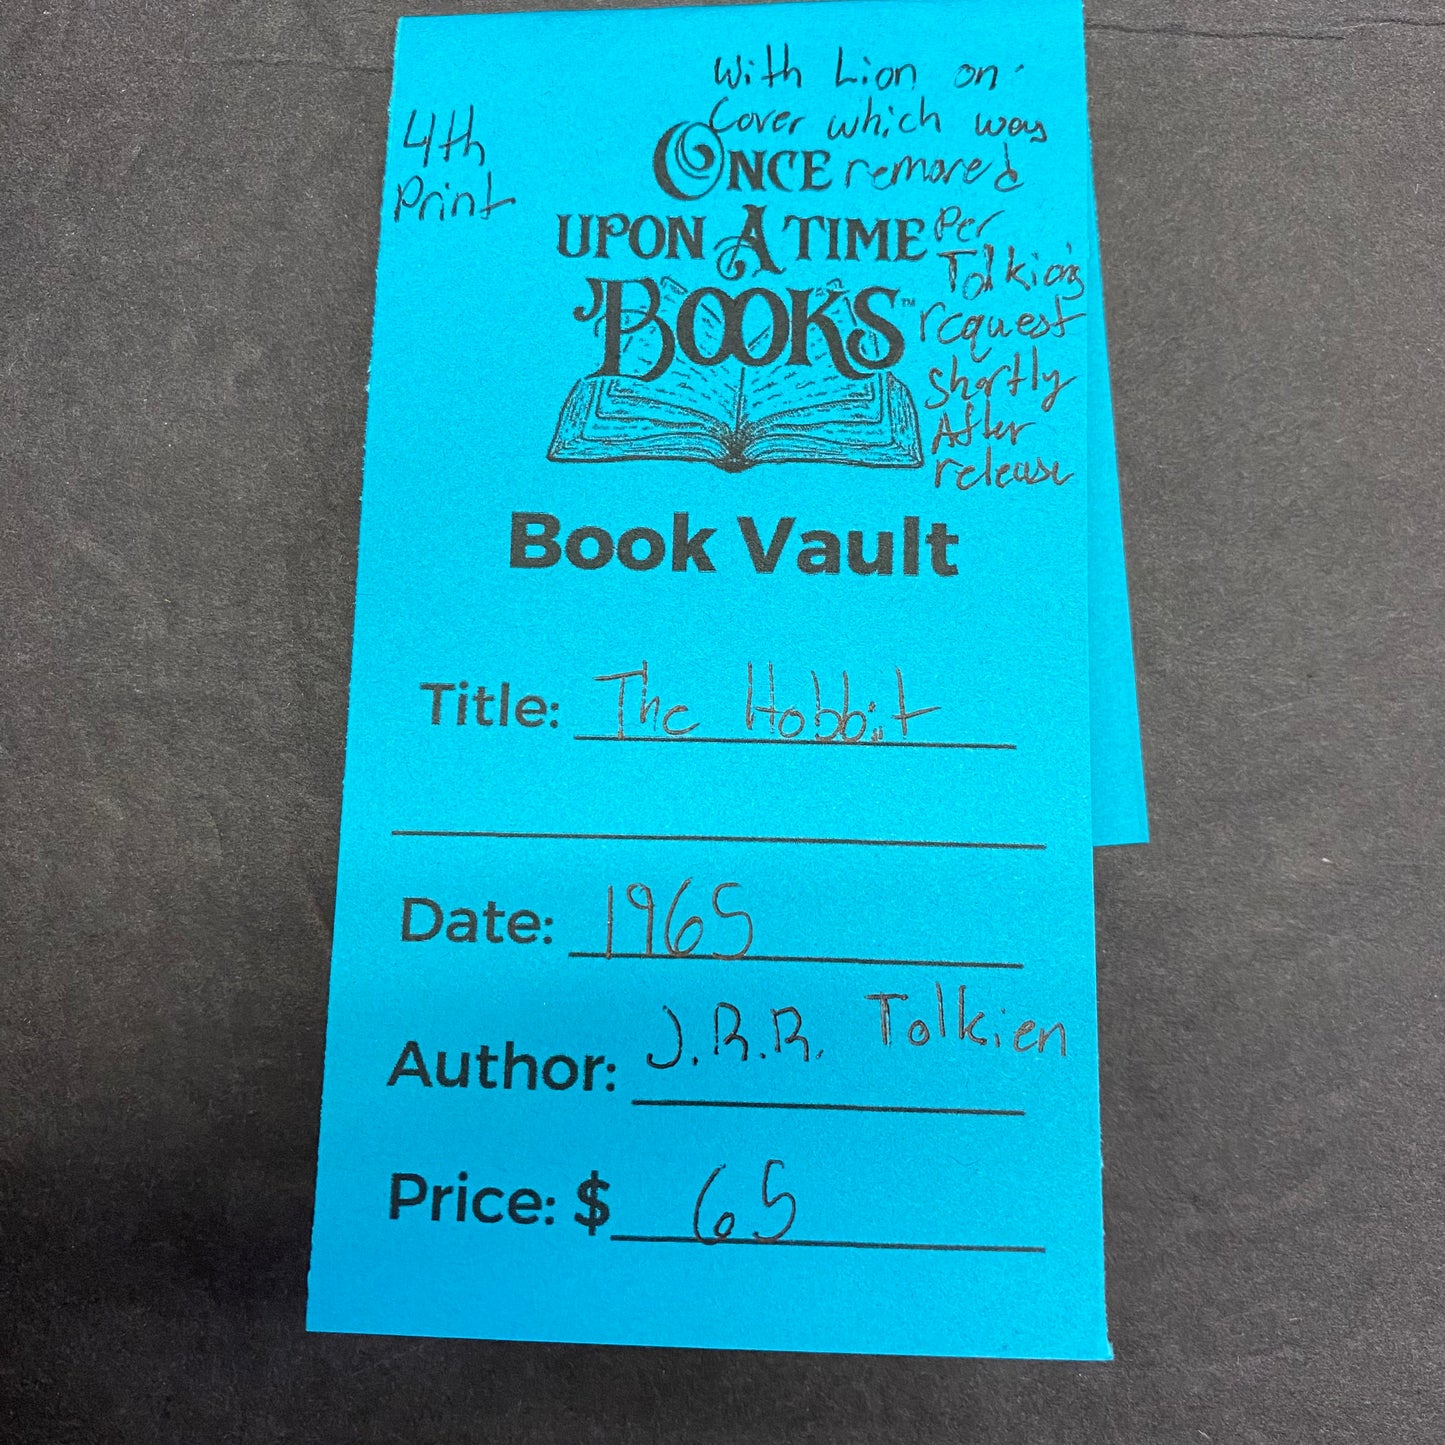 With Lion on
Cover which was
removed
Per
Tolkien's
request
shortly
After
release
4th
Print
ONCE
UPON A TIME
BOOKS™
Book Vault
Title: The Hobbit
Date: 1965
Author: J.R.R. Tolkien
Price: $ 65